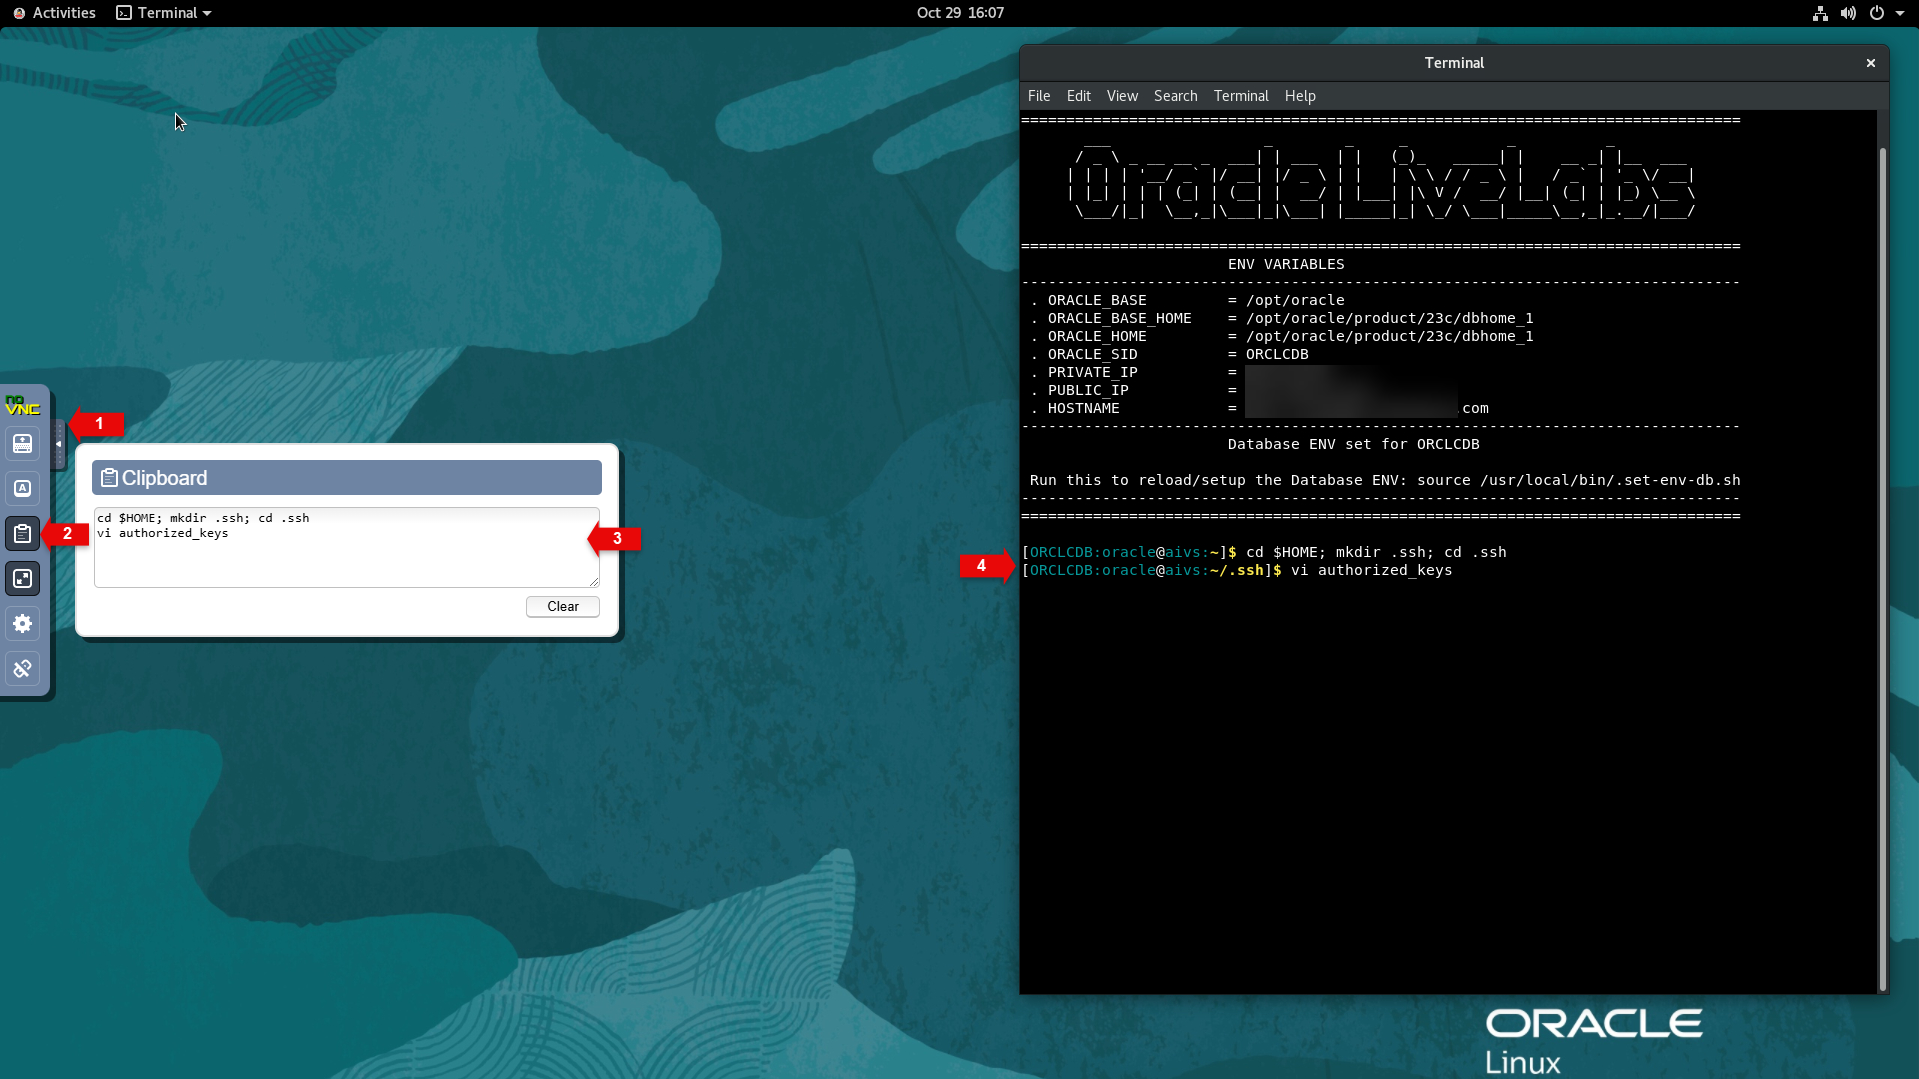 Activities
Terminal
Oct 29 16:07
Terminal
File Edit View Search Terminal Help
================================================================================
Oracle LiveLabs
================================================================================
ENV VARIABLES
--------------------------------------------------------------------------------
. ORACLE_BASE = /opt/oracle
. ORACLE_BASE_HOME = /opt/oracle/product/23c/dbhome_1
. ORACLE_HOME = /opt/oracle/product/23c/dbhome_1
. ORACLE_SID = ORCLCDB
. PRIVATE_IP =
. PUBLIC_IP =
. HOSTNAME = .com
--------------------------------------------------------------------------------
Database ENV set for ORCLCDB
Run this to reload/setup the Database ENV: source /usr/local/bin/.set-env-db.sh
--------------------------------------------------------------------------------
================================================================================
[ORCLCDB:oracle@aivs:~]$ cd $HOME; mkdir .ssh; cd .ssh
[ORCLCDB:oracle@aivs:~/.ssh]$ vi authorized_keys
4
no
VNC
1
A
2
Clipboard
cd $HOME; mkdir .ssh; cd .ssh
vi authorized_keys
3
Clear
ORACLE
Linux